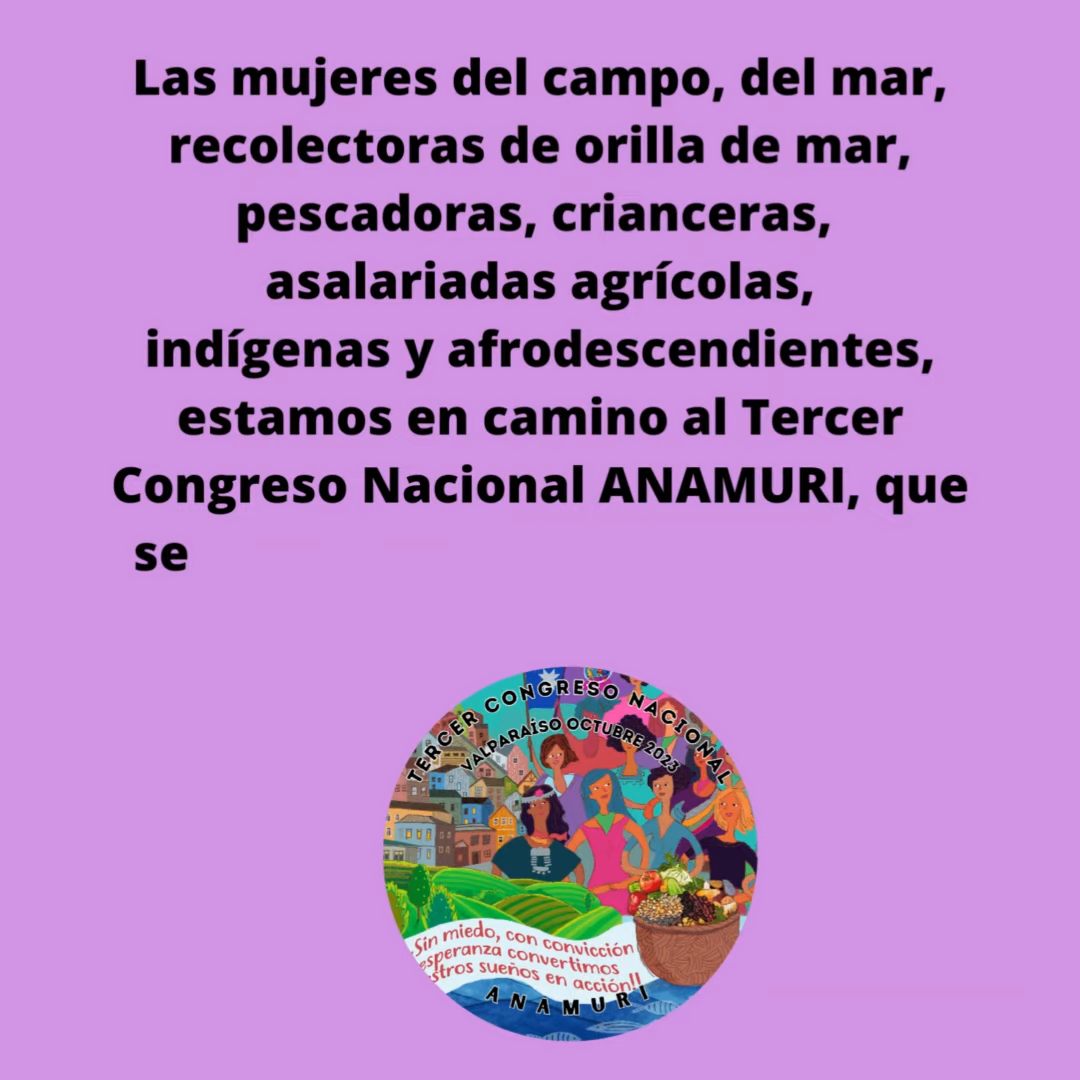 Las mujeres del campo, del mar,
recolectoras de orilla de mar,
pescadoras, crianceras,
asalariadas agrícolas,
indígenas y afrodescendientes,
estamos en camino al Tercer
Congreso Nacional ANAMURI, que
se
TERCER CONGRESO NACIONAL
VALPARAÍSO OCTUBRE 2023
Sin miedo, con convicción
esperanza convertimos
stros sueños en acción!!
ANAMURI